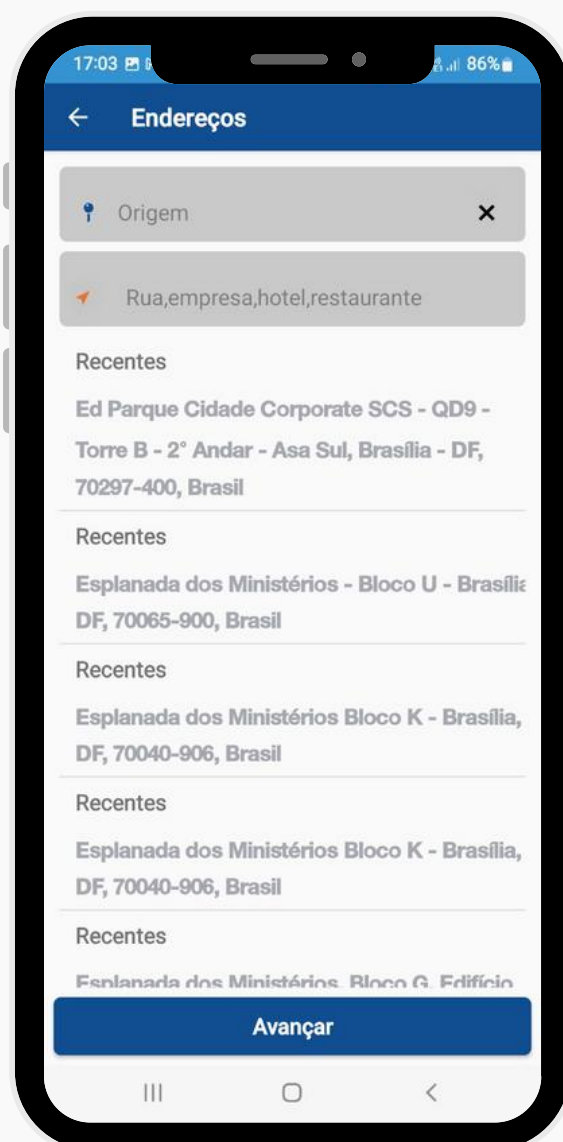 17:03
86%
Endereços
Origem
Rua,empresa,hotel,restaurante
Recentes
Ed Parque Cidade Corporate SCS - QD9 -
Torre B - 2° Andar - Asa Sul, Brasília - DF,
70297-400, Brasil
Recentes
Esplanada dos Ministérios - Bloco U - Brasília
DF, 70065-900, Brasil
Recentes
Esplanada dos Ministérios Bloco K - Brasília,
DF, 70040-906, Brasil
Recentes
Esplanada dos Ministérios Bloco K - Brasília,
DF, 70040-906, Brasil
Recentes
Esplanada dos Ministérios, Bloco G, Edifício
Avançar